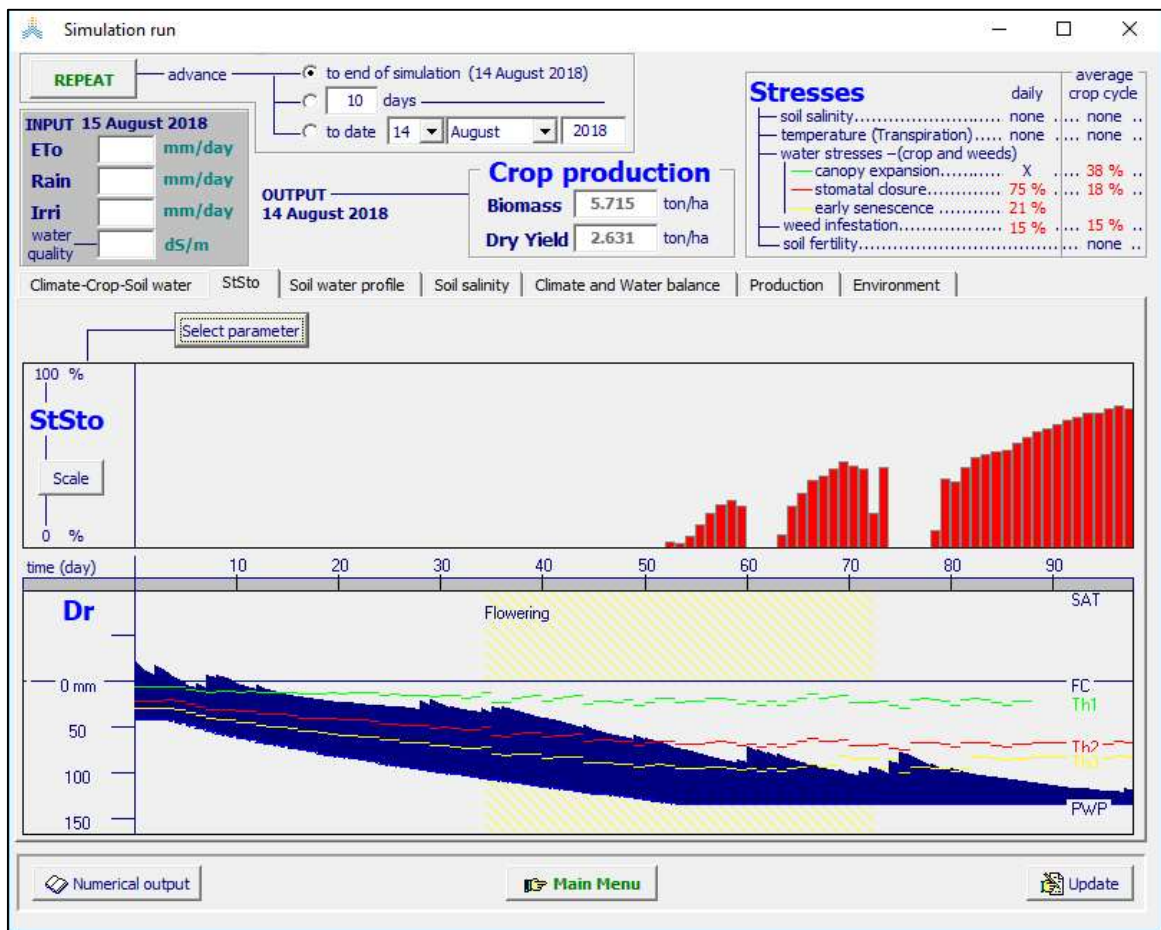 Simulation run
REPEAT
advance
to end of simulation (14 August 2018)
10 days
to date 14 August 2018
INPUT 15 August 2018
ETo mm/day
Rain mm/day
Irri mm/day
water
quality dS/m
OUTPUT
14 August 2018
Crop production
Biomass 5.715 ton/ha
Dry Yield 2.631 ton/ha
average
Stresses daily crop cycle
soil salinity........................ none .... none ..
temperature (Transpiration)..... none .... none ..
water stresses –(crop and weeds)
canopy expansion........ X .... 38 % ..
stomatal closure............... 75 % .... 18 % ..
early senescence ............ 21 %
weed infestation.................. 15 % .... 15 % ..
soil fertility........................................ none ..
Climate-Crop-Soil water StSto Soil water profile Soil salinity Climate and Water balance Production Environment
Select parameter
100 %
StSto
Scale
0 %
time (day) 10 20 30 40 50 60 70 80 90
Dr
Flowering
SAT
0 mm
FC
Th1
50
Th2
Th3
100
PWP
150
Numerical output
Main Menu
Update